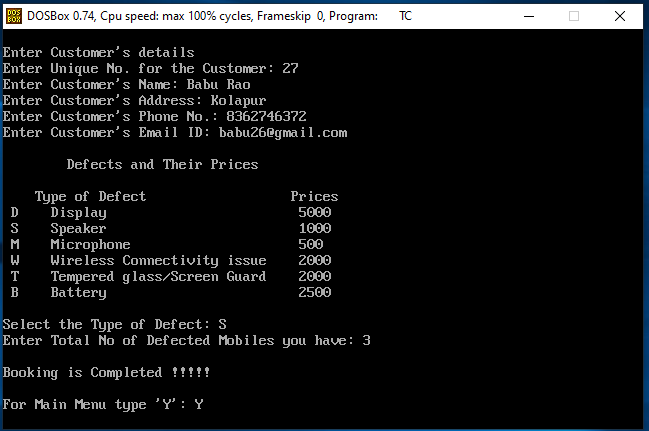 DOS
BOX
DOSBox 0.74, Cpu speed: max 100% cycles, Frameskip 0, Program: TC
Enter Customer's details
Enter Unique No. for the Customer: 27
Enter Customer's Name: Babu Rao
Enter Customer's Address: Kolapur
Enter Customer's Phone No.: 8362746372
Enter Customer's Email ID: babu26@gmail.com
Defects and Their Prices
Type of Defect Prices
D Display 5000
S Speaker 1000
M Microphone 500
W Wireless Connectivity issue 2000
T Tempered glass/Screen Guard 2000
B Battery 2500
Select the Type of Defect: S
Enter Total No of Defected Mobiles you have: 3
Booking is Completed !!!!!
For Main Menu type 'Y': Y